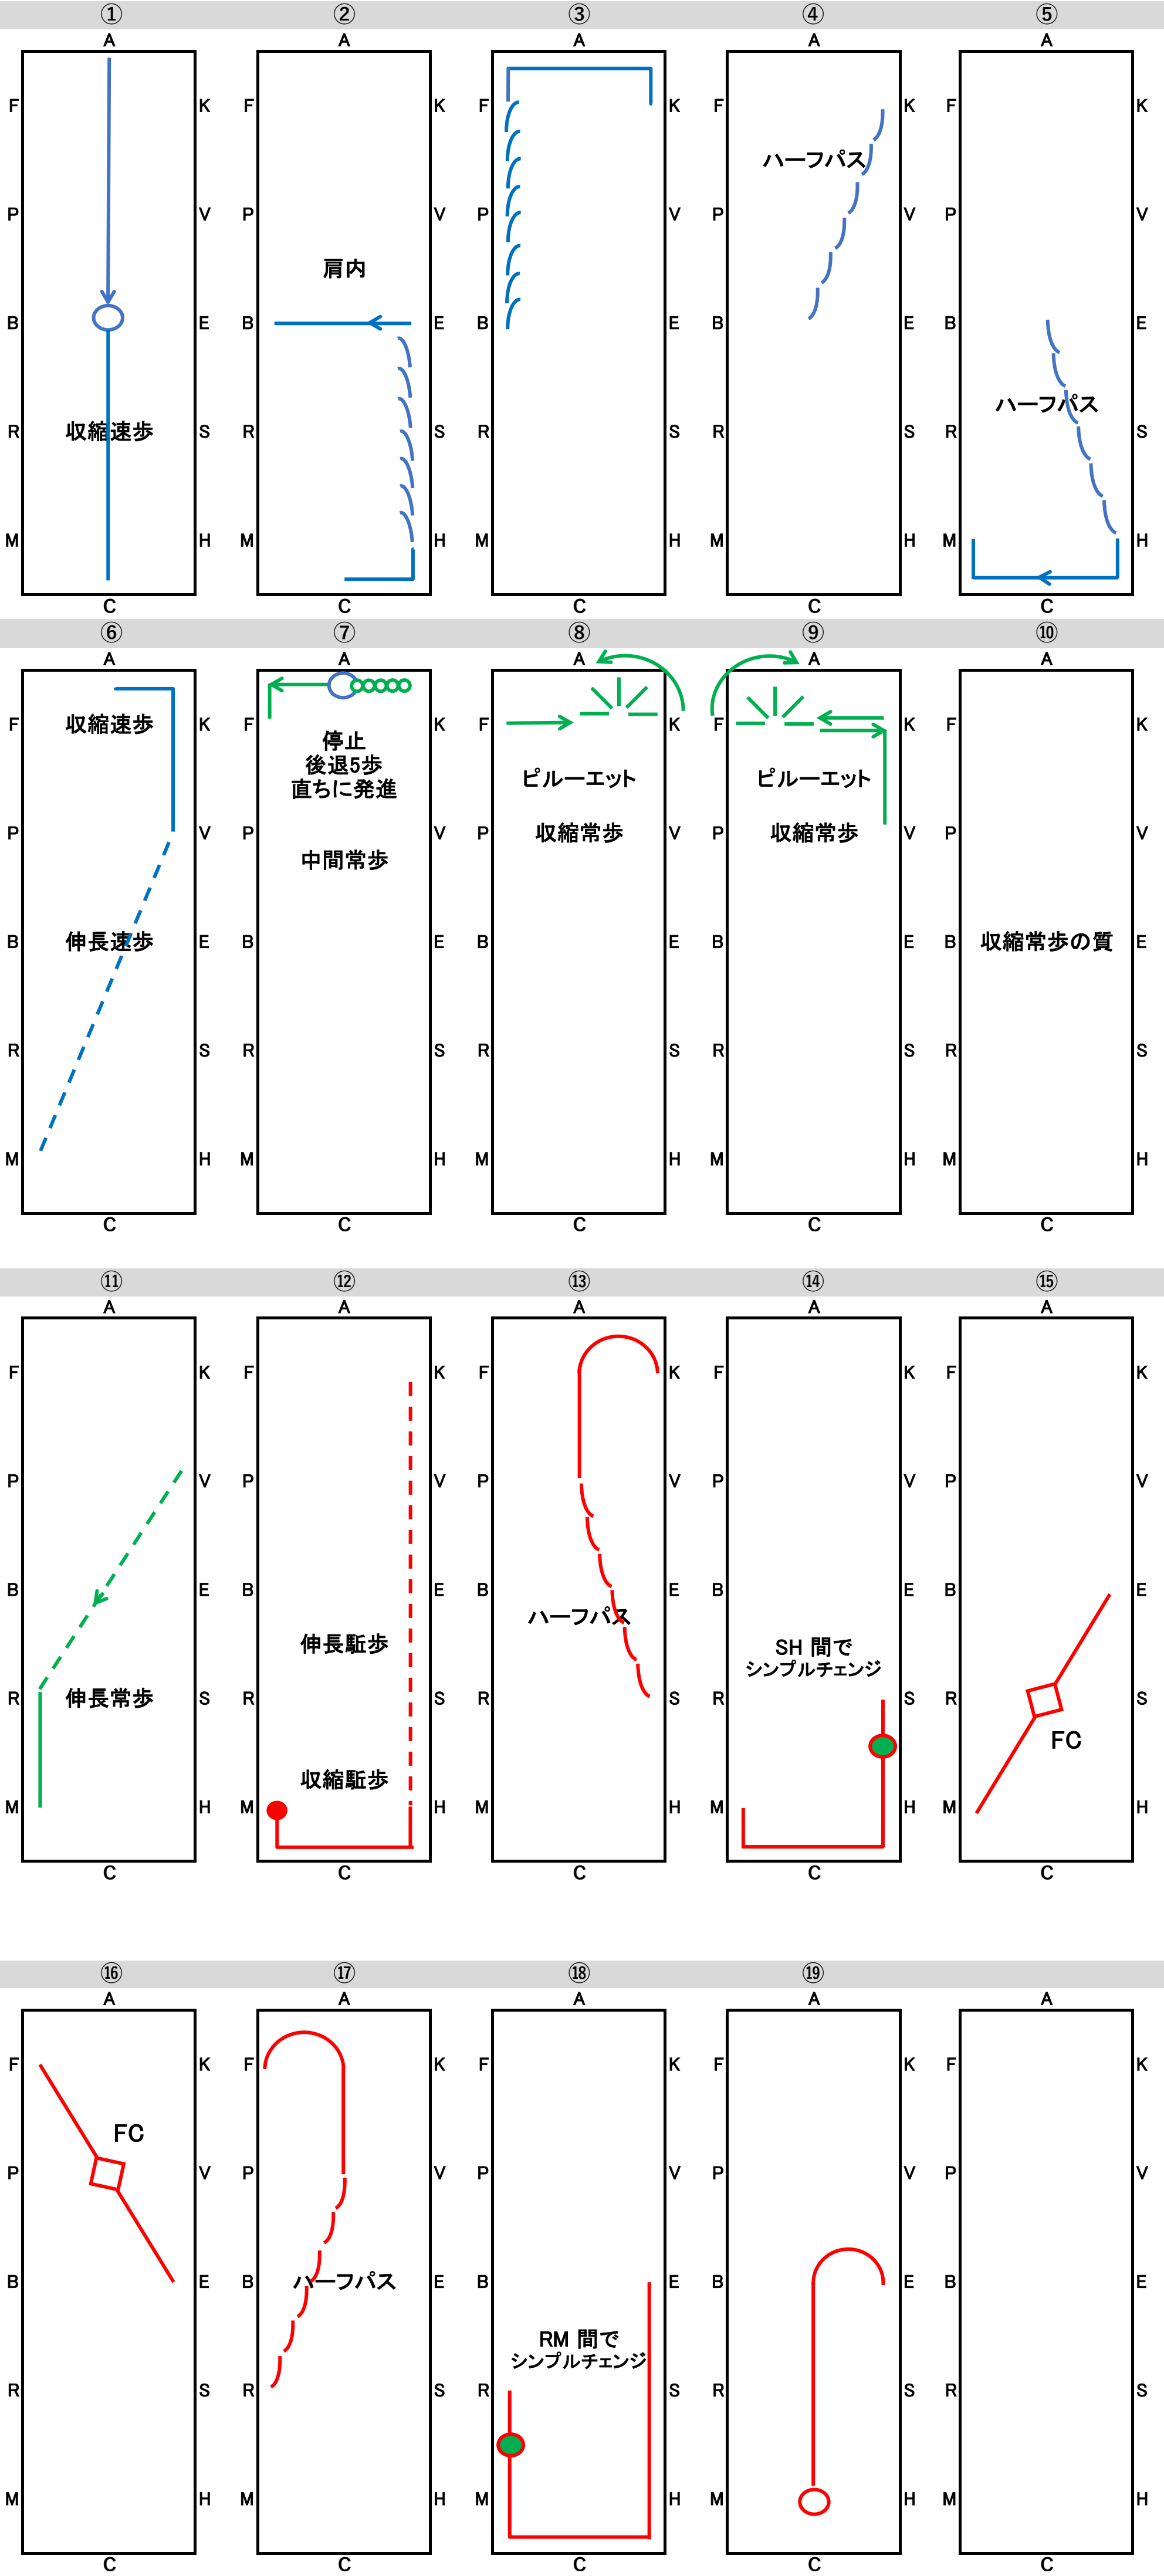 ① ② ③ ④ ⑤
A A A A A
F K F K F K F K F K
ハーフパス
P V P V P V P V P V
肩内
B E B E B E B E B E
ハーフパス
R 収縮速歩 S R S R S R S R S
M H M H M H M H M H
C C C C C
⑥ ⑦ ⑧ ⑨ ⑩
A A A A A
F 収縮速歩 K F K F K F K F K
停止
後退5歩
ピルーエット ピルーエット
直ちに発進
P V P V P 収縮常歩 V P 収縮常歩 V P V
中間常歩
B 伸長速歩 E B E B E B E B 収縮常歩の質 E
R S R S R S R S R S
M H M H M H M H M H
C C C C C
⑪ ⑫ ⑬ ⑭ ⑮
A A A A A
F K F K F K F K F K
P V P V P V P V P V
B E B E B E B E B E
ハーフパス
伸長駈歩 SH 間で
シンプルチェンジ
R 伸長常歩 S R S R S R S R S
FC
収縮駈歩
M H M H M H M H M H
C C C C C
⑯ ⑰ ⑱ ⑲
A A A A A
F K F K F K F K F K
FC
P V P V P V P V P V
B E B ハーフパス E B E B E B E
RM 間で
シンプルチェンジ
R S R S R S R S R S
M H M H M H M H M H
C C C C C